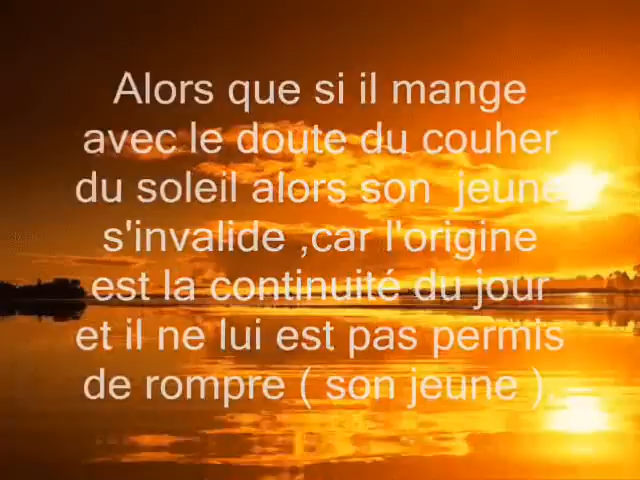 Alors que si il mange
avec le doute du couher
du soleil alors son jeune
s'invalide ,car l'origine
est la continuité du jour
et il ne lui est pas permis
de rompre ( son jeune ).